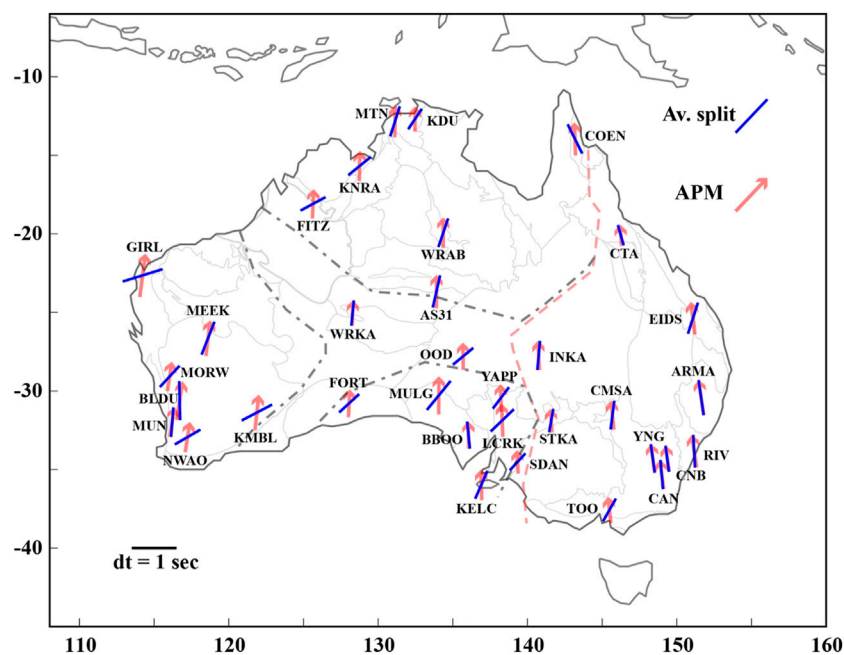 -10
-20
-30
-40
MTN
KDU
COEN
Av. split
APM
KNRA
FITZ
GIRL
WRAB
CTA
MEEK
WRKA
AS31
EIDS
OOD
INKA
MORW
BLDU
FORT
MULG
YAPP
CMSA
ARMA
MUN
KMBL
BBOO
LCRK
STKA
YNG
RIV
NWAO
SDAN
CNB
CAN
KELC
TOO
dt = 1 sec
110 120 130 140 150 160